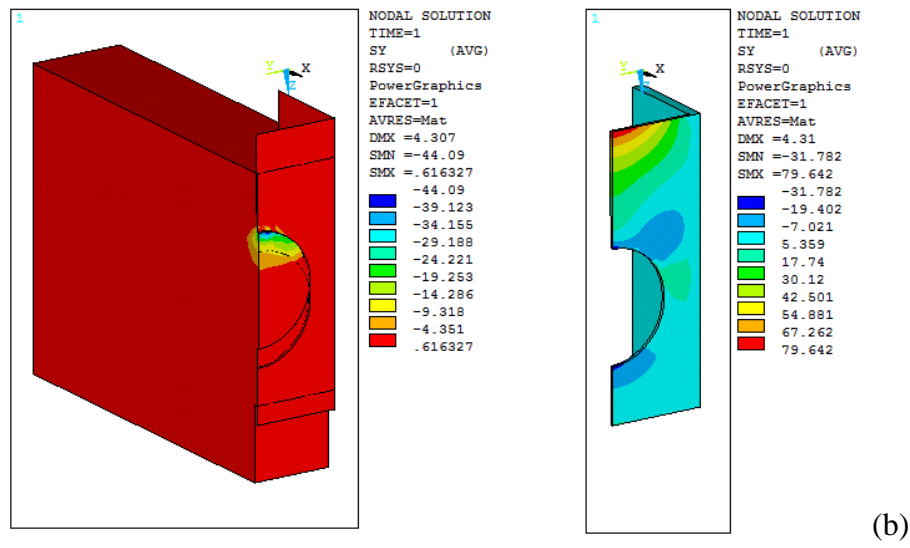 1
NODAL SOLUTION
TIME=1
SY (AVG)
RSYS=0
PowerGraphics
EFACET=1
AVRES=Mat
DMX =4.307
SMN =-44.09
SMX =.616327
-44.09
-39.123
-34.155
-29.188
-24.221
-19.253
-14.286
-9.318
-4.351
.616327
Y X
Z
1
NODAL SOLUTION
TIME=1
SY (AVG)
RSYS=0
PowerGraphics
EFACET=1
AVRES=Mat
DMX =4.31
SMN =-31.782
SMX =79.642
-31.782
-19.402
-7.021
5.359
17.74
30.12
42.501
54.881
67.262
79.642
Y X
Z
(b)